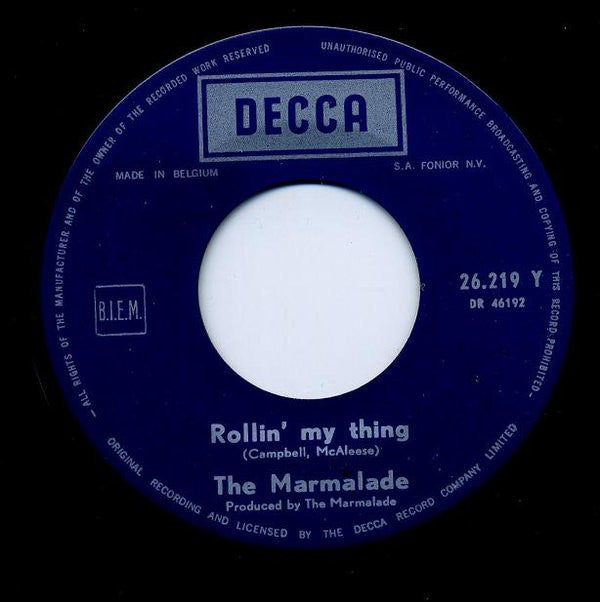 — ALL RIGHTS OF THE MANUFACTURER AND OF THE OWNER OF THE RECORDED WORK RESERVED
UNAUTHORISED PUBLIC PERFORMANCE BROADCASTING AND COPYING OF THIS RECORD PROHIBITED —
DECCA
MADE IN BELGIUM
S.A. FONIOR N.V.
26.219 Y
DR 46192
B.I.E.M.
Rollin' my thing
(Campbell, McAleese)
The Marmalade
Produced by The Marmalade
ORIGINAL RECORDING AND LICENSED BY THE DECCA RECORD COMPANY LIMITED